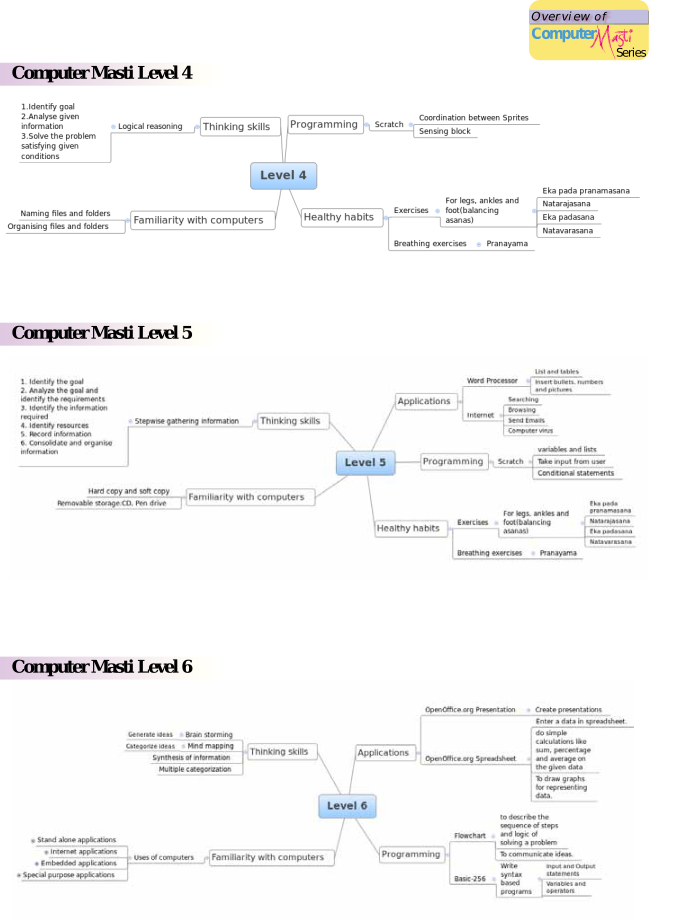 Overview of
Computer Masti
Series
Computer Masti Level 4
1.Identify goal
2.Analyse given
information
3.Solve the problem
satisfying given
conditions
Logical reasoning
Thinking skills
Programming
Scratch
Coordination between Sprites
Sensing block
Level 4
Naming files and folders
Organising files and folders
Familiarity with computers
Healthy habits
Exercises
For legs, ankles and
foot(balancing
asanas)
Eka pada pranamasana
Natarajasana
Eka padasana
Natavarasana
Breathing exercises
Pranayama
Computer Masti Level 5
1. Identify the goal
2. Analyze the goal and
identify the requirements
3. Identify the information
required
4. Identify resources
5. Record information
6. Consolidate and organise
information
Stepwise gathering information
Thinking skills
Applications
Word Processor
List and tables
Insert bullets, numbers
and pictures
Internet
Searching
Browsing
Send Emails
Computer virus
Level 5
Programming
Scratch
variables and lists
Take input from user
Conditional statements
Hard copy and soft copy
Removable storage:CD, Pen drive
Familiarity with computers
Healthy habits
Exercises
For legs, ankles and
foot(balancing
asanas)
Eka pada
pranamasana
Natarajasana
Eka padasana
Natavarasana
Breathing exercises
Pranayama
Computer Masti Level 6
Generate ideas
Brain storming
Categorize ideas
Mind mapping
Synthesis of information
Multiple categorization
Thinking skills
Applications
OpenOffice.org Presentation
Create presentations
OpenOffice.org Spreadsheet
Enter a data in spreadsheet.
do simple
calculations like
sum, percentage
and average on
the given data
To draw graphs
for representing
data.
Level 6
Stand alone applications
Internet applications
Embedded applications
Special purpose applications
Uses of computers
Familiarity with computers
Programming
Flowchart
to describe the
sequence of steps
and logic of
solving a problem
To communicate ideas.
Basic-256
Write
syntax
based
programs
Input and Output
statements
Variables and
operators